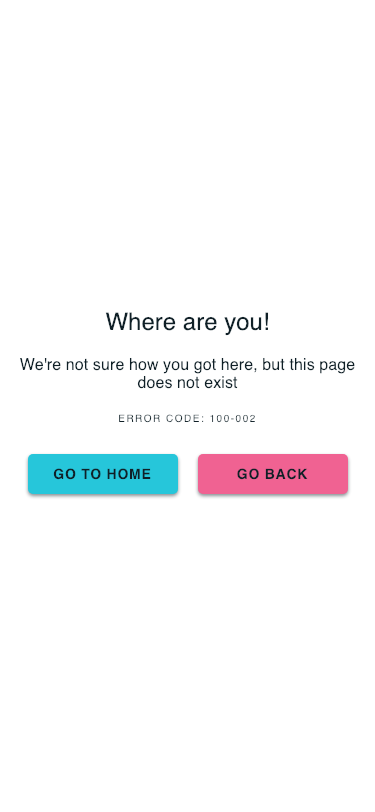 Where are you!
We're not sure how you got here, but this page
does not exist
ERROR CODE: 100-002
GO TO HOME
GO BACK